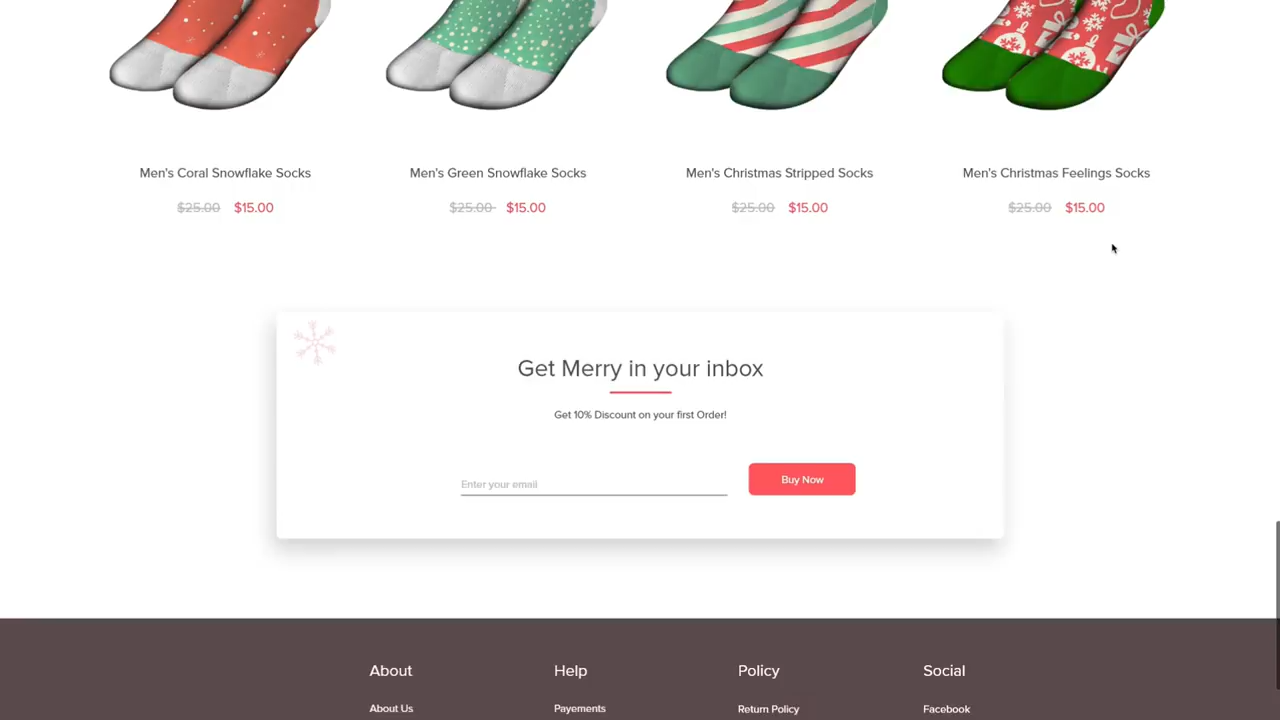 Men's Coral Snowflake Socks
Men's Green Snowflake Socks
Men's Christmas Stripped Socks
Men's Christmas Feelings Socks
$25.00 $15.00
$25.00 $15.00
$25.00 $15.00
$25.00 $15.00
Get Merry in your inbox
Get 10% Discount on your first Order!
Enter your email
Buy Now
About
Help
Policy
Social
About Us
Payements
Return Policy
Facebook